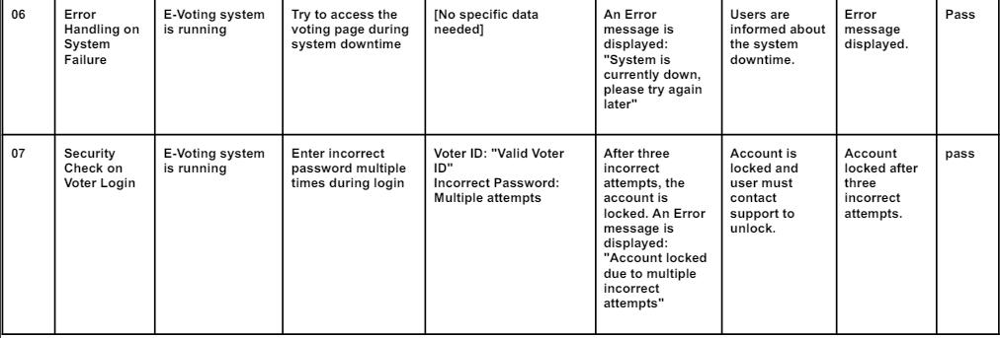 06
Error
Handling on
System
Failure
E-Voting system
is running
Try to access the
voting page during
system downtime
[No specific data
needed]
An Error
message is
displayed:
"System is
currently down,
please try again
later"
Users are
informed about
the system
downtime.
Error
message
displayed.
Pass
07
Security
Check on
Voter Login
E-Voting system
is running
Enter incorrect
password multiple
times during login
Voter ID: "Valid Voter
ID"
Incorrect Password:
Multiple attempts
After three
incorrect
attempts, the
account is
locked. An Error
message is
displayed:
"Account locked
due to multiple
incorrect
attempts"
Account is
locked and
user must
contact
support to
unlock.
Account
locked after
three
incorrect
attempts.
pass